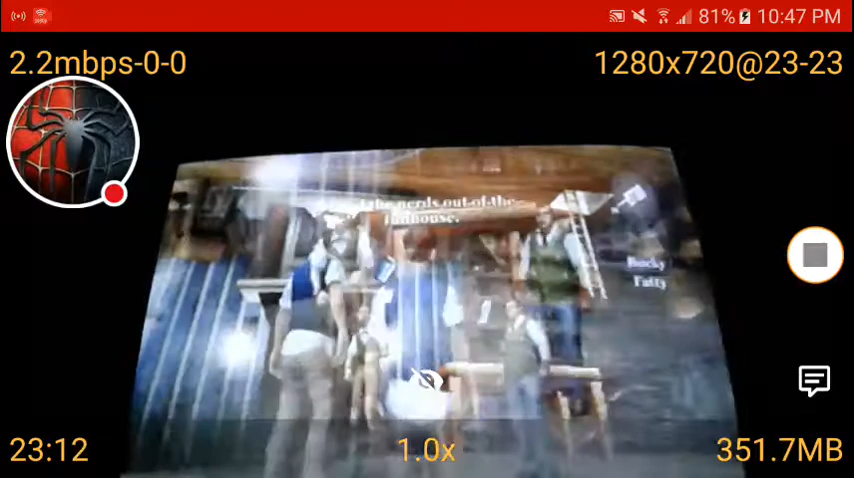 81% 10:47 PM
2.2mbps-0-0
1280x720@23-23
the nerds out of the
funhouse.
Bucky
Fatty
23:12
1.0x
351.7MB